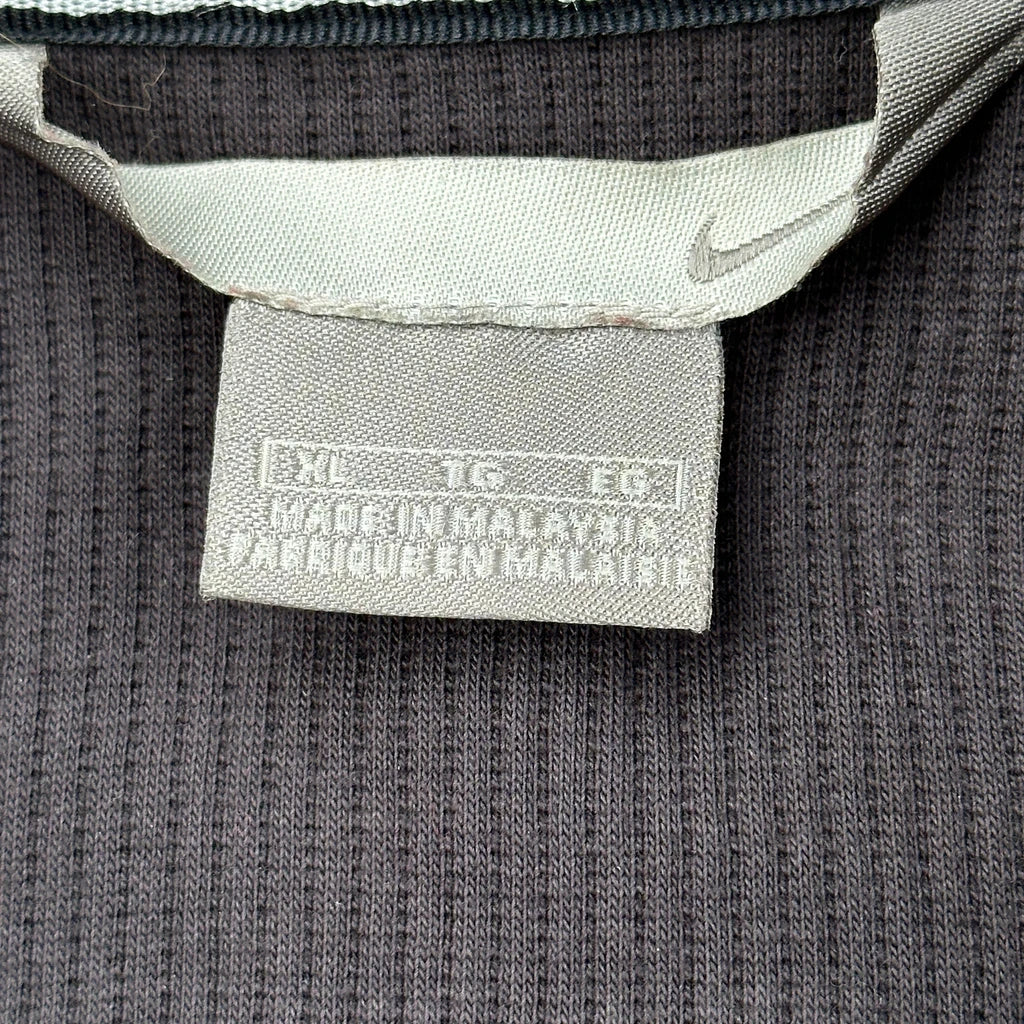 XL TG EG
MADE IN MALAYSIA
FABRIQUE EN MALAISIE